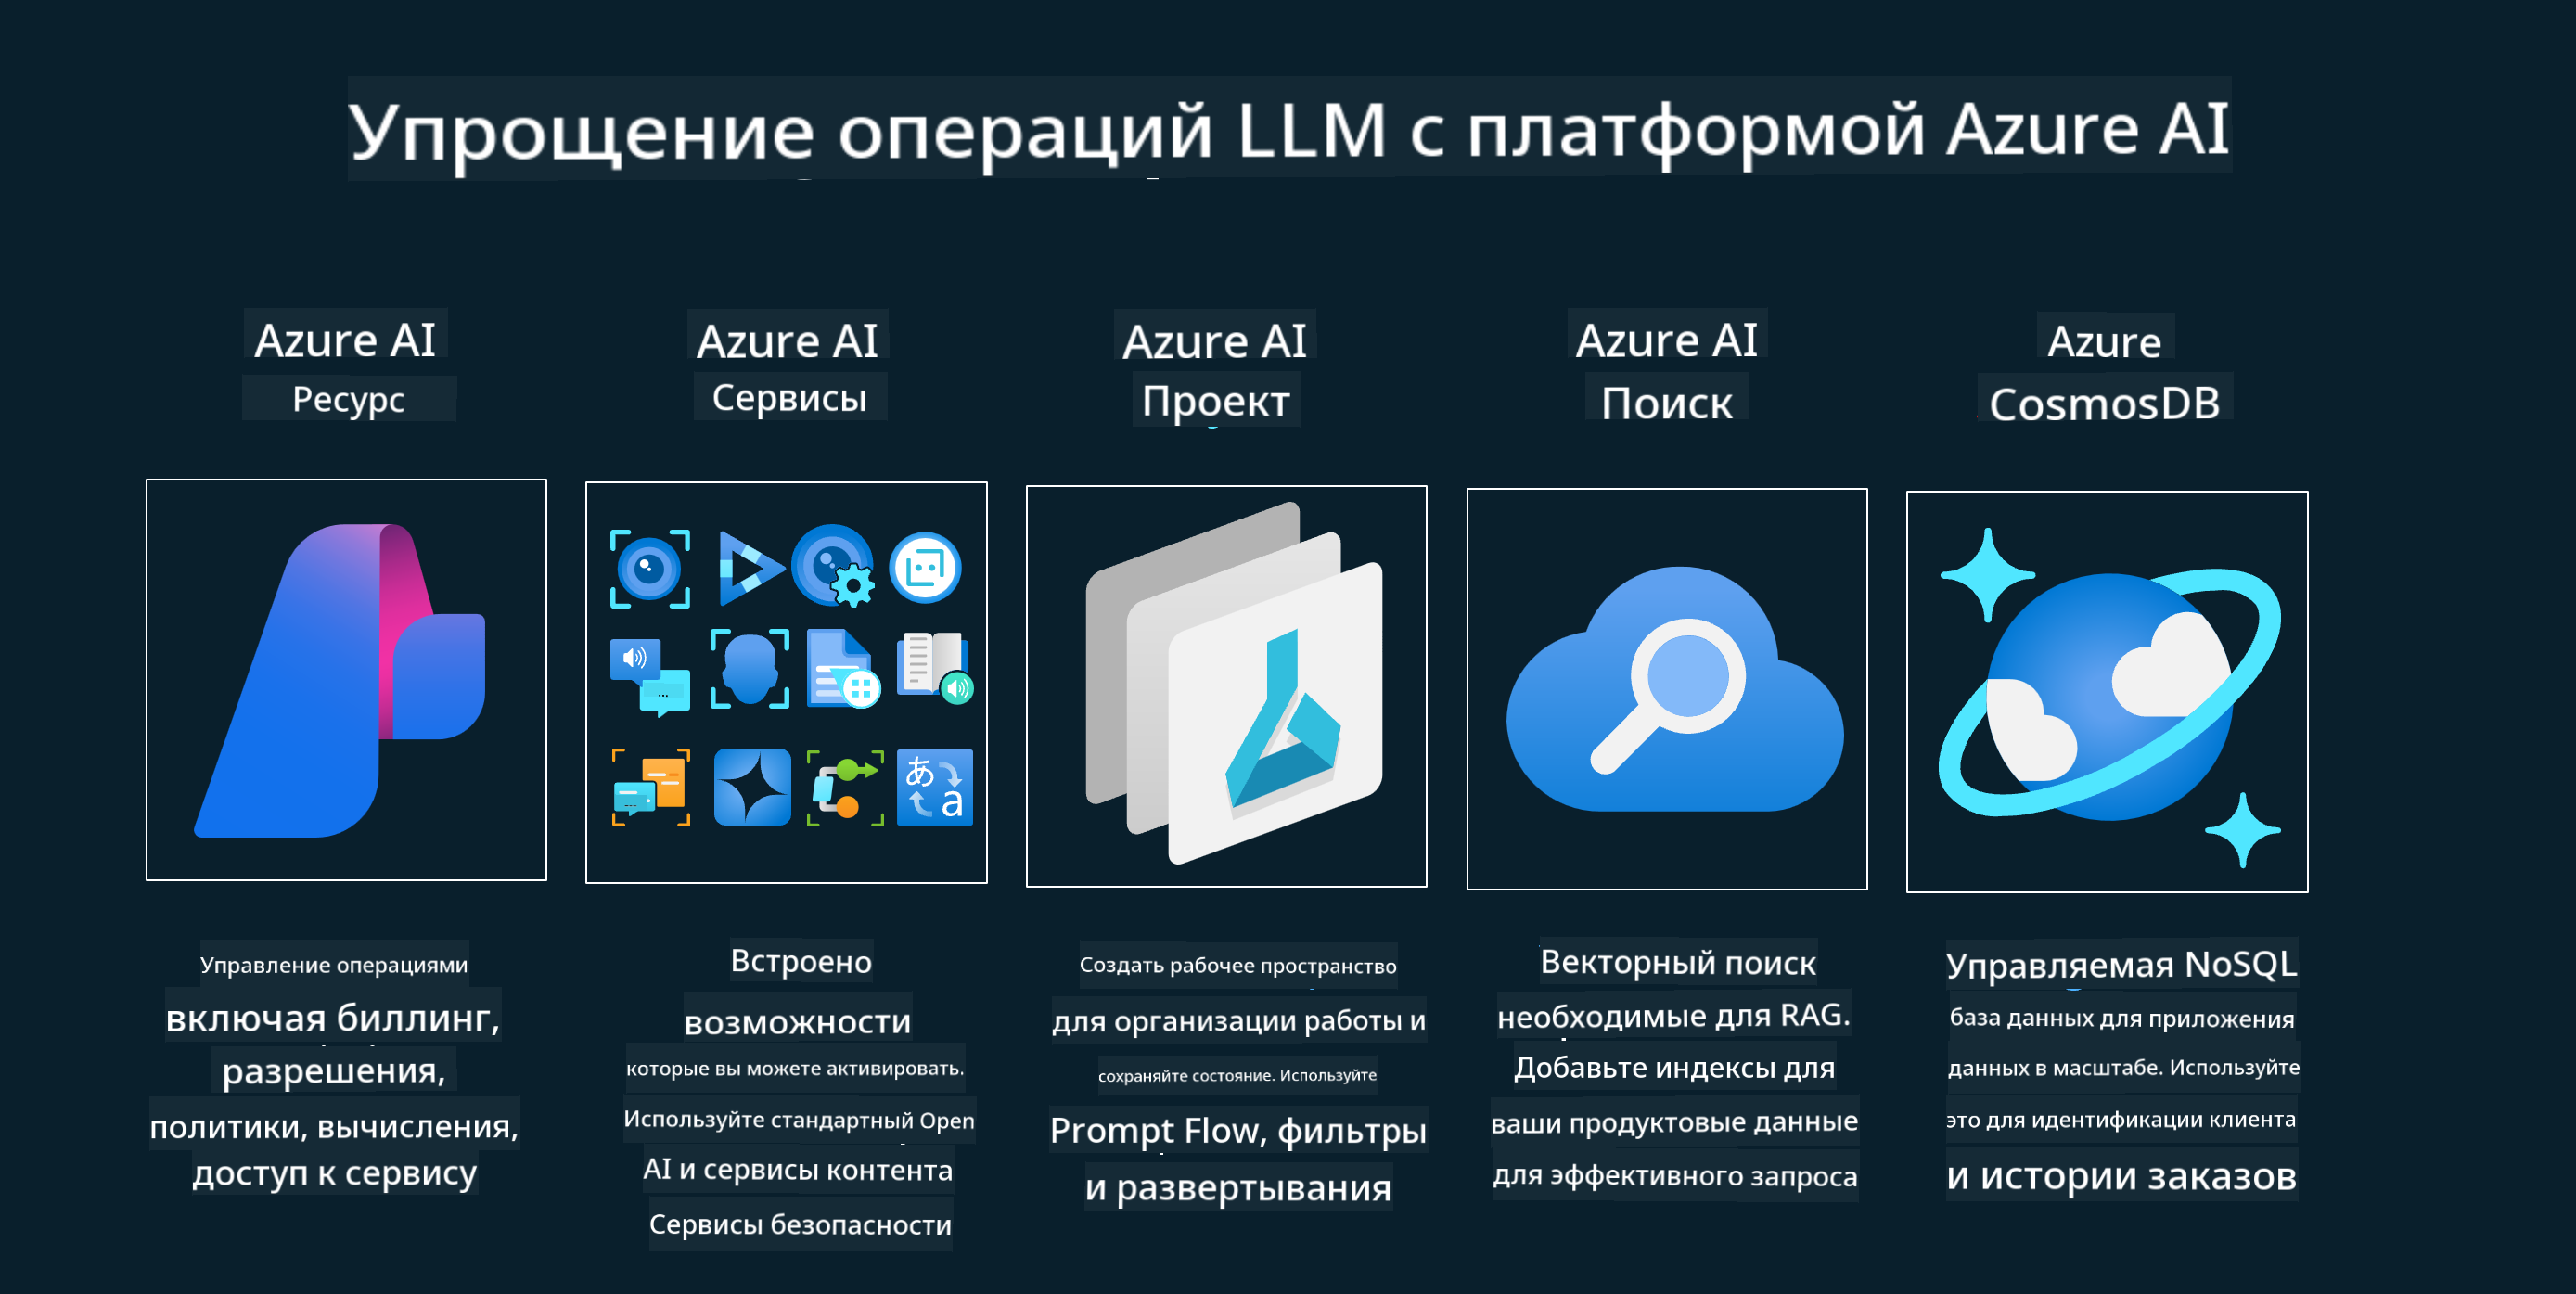 Упрощение операций LLM с платформой Azure AI
Azure AI
Ресурс
Azure AI
Сервисы
Azure AI
Проект
Azure AI
Поиск
Azure
CosmosDB
...
あ
a
...
Управление операциями
включая биллинг,
разрешения,
политики, вычисления,
доступ к сервису
Встроено
возможности
которые вы можете активировать.
Используйте стандартный Open
AI и сервисы контента
Сервисы безопасности
Создать рабочее пространство
для организации работы и
сохраняйте состояние. Используйте
Prompt Flow, фильтры
и развертывания
Векторный поиск
необходимые для RAG.
Добавьте индексы для
ваши продуктовые данные
для эффективного запроса
Управляемая NoSQL
база данных для приложения
данных в масштабе. Используйте
это для идентификации клиента
и истории заказов